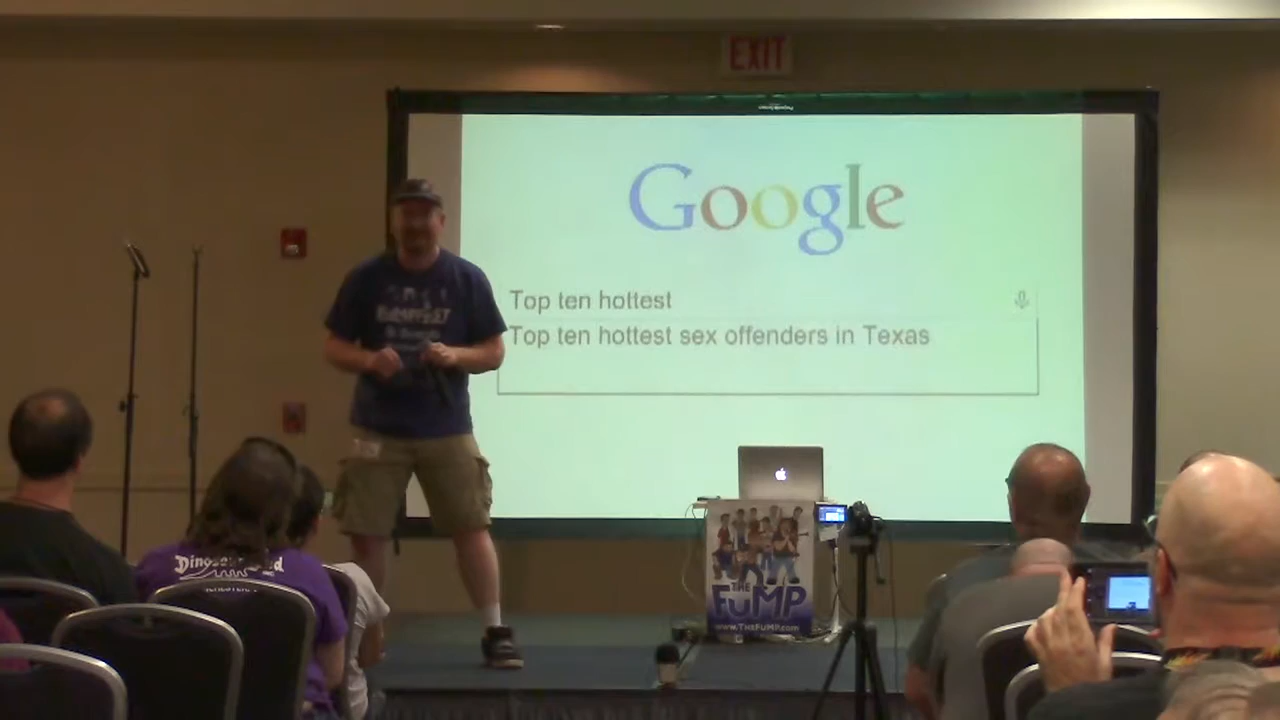 EXIT
Google
Top ten hottest
Top ten hottest sex offenders in Texas
THE
FuMP
www.THEFUMP.com